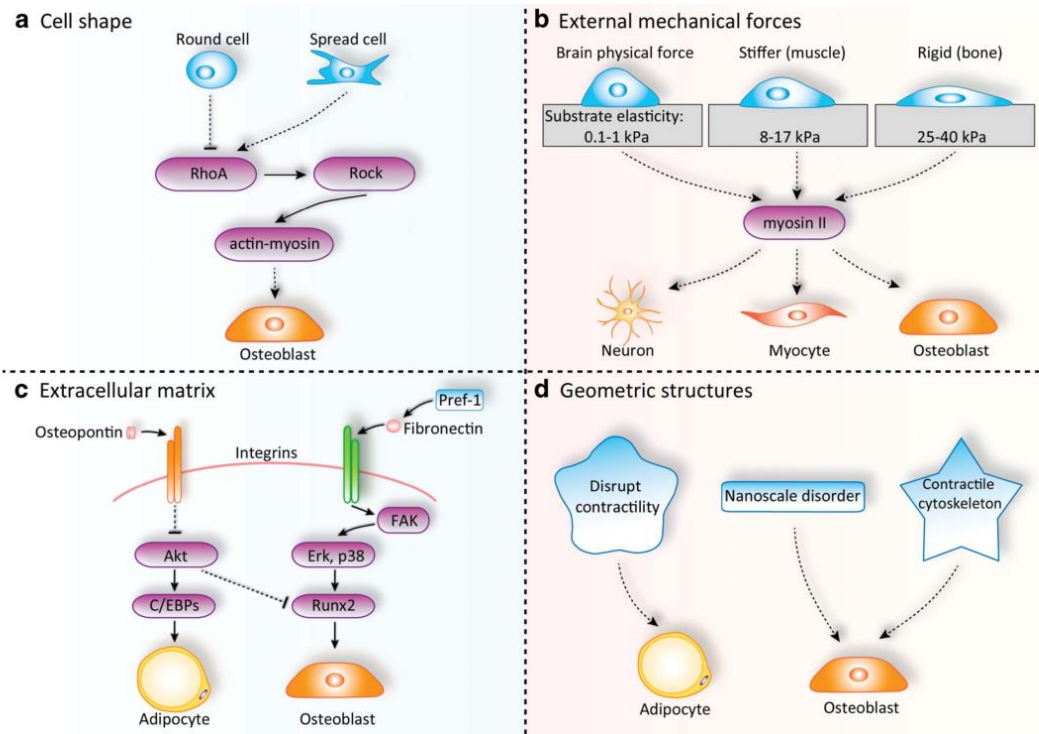 a Cell shape
Round cell
Spread cell
RhoA
Rock
actin-myosin
Osteoblast
b External mechanical forces
Brain physical force
Stiffer (muscle)
Rigid (bone)
Substrate elasticity:
0.1-1 kPa
8-17 kPa
25-40 kPa
myosin II
Neuron
Myocyte
Osteoblast
c Extracellular matrix
Pref-1
Osteopontin
Fibronectin
Integrins
FAK
Akt
Erk, p38
C/EBPs
Runx2
Adipocyte
Osteoblast
d Geometric structures
Disrupt
contractility
Nanoscale disorder
Contractile
cytoskeleton
Adipocyte
Osteoblast